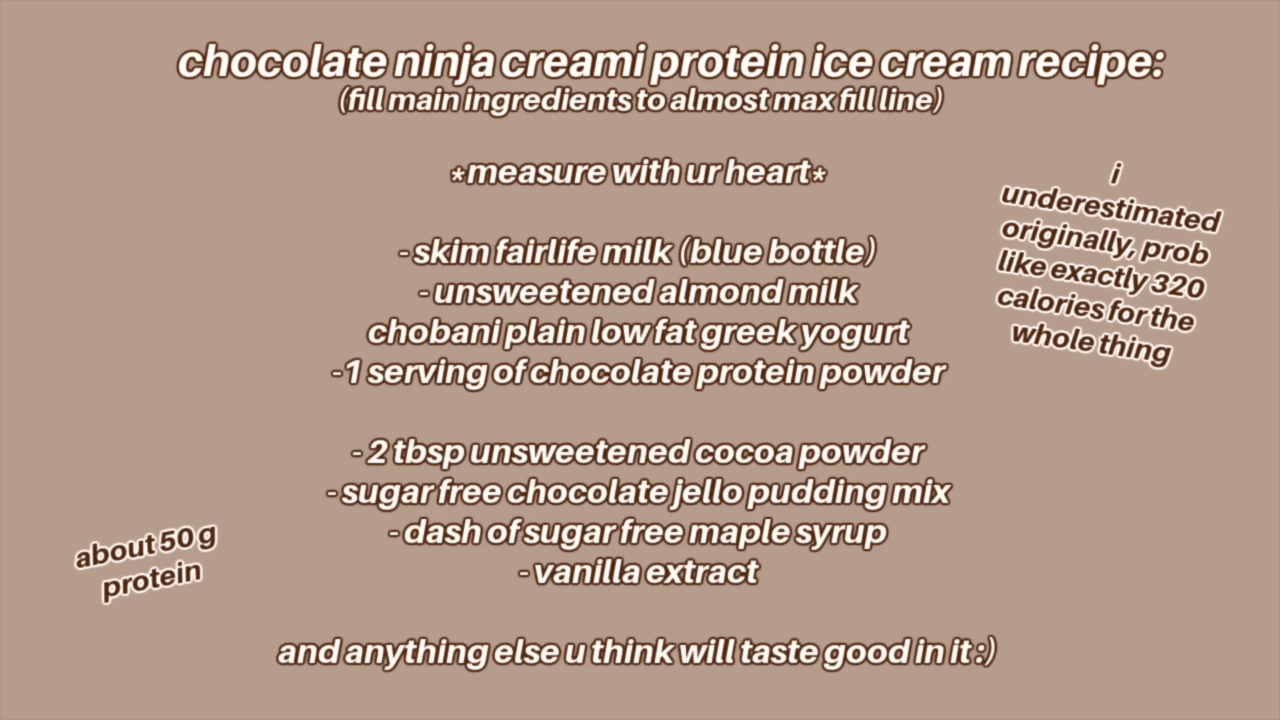 chocolate ninja creami protein ice cream recipe:
(fill main ingredients to almost max fill line)
*measure with ur heart*
- skim fairlife milk (blue bottle)
- unsweetened almond milk
chobani plain low fat greek yogurt
-1 serving of chocolate protein powder
- 2 tbsp unsweetened cocoa powder
- sugar free chocolate jello pudding mix
- dash of sugar free maple syrup
- vanilla extract
and anything else u think will taste good in it :)
i
underestimated
originally, prob
like exactly 320
calories for the
whole thing
about 50 g
protein